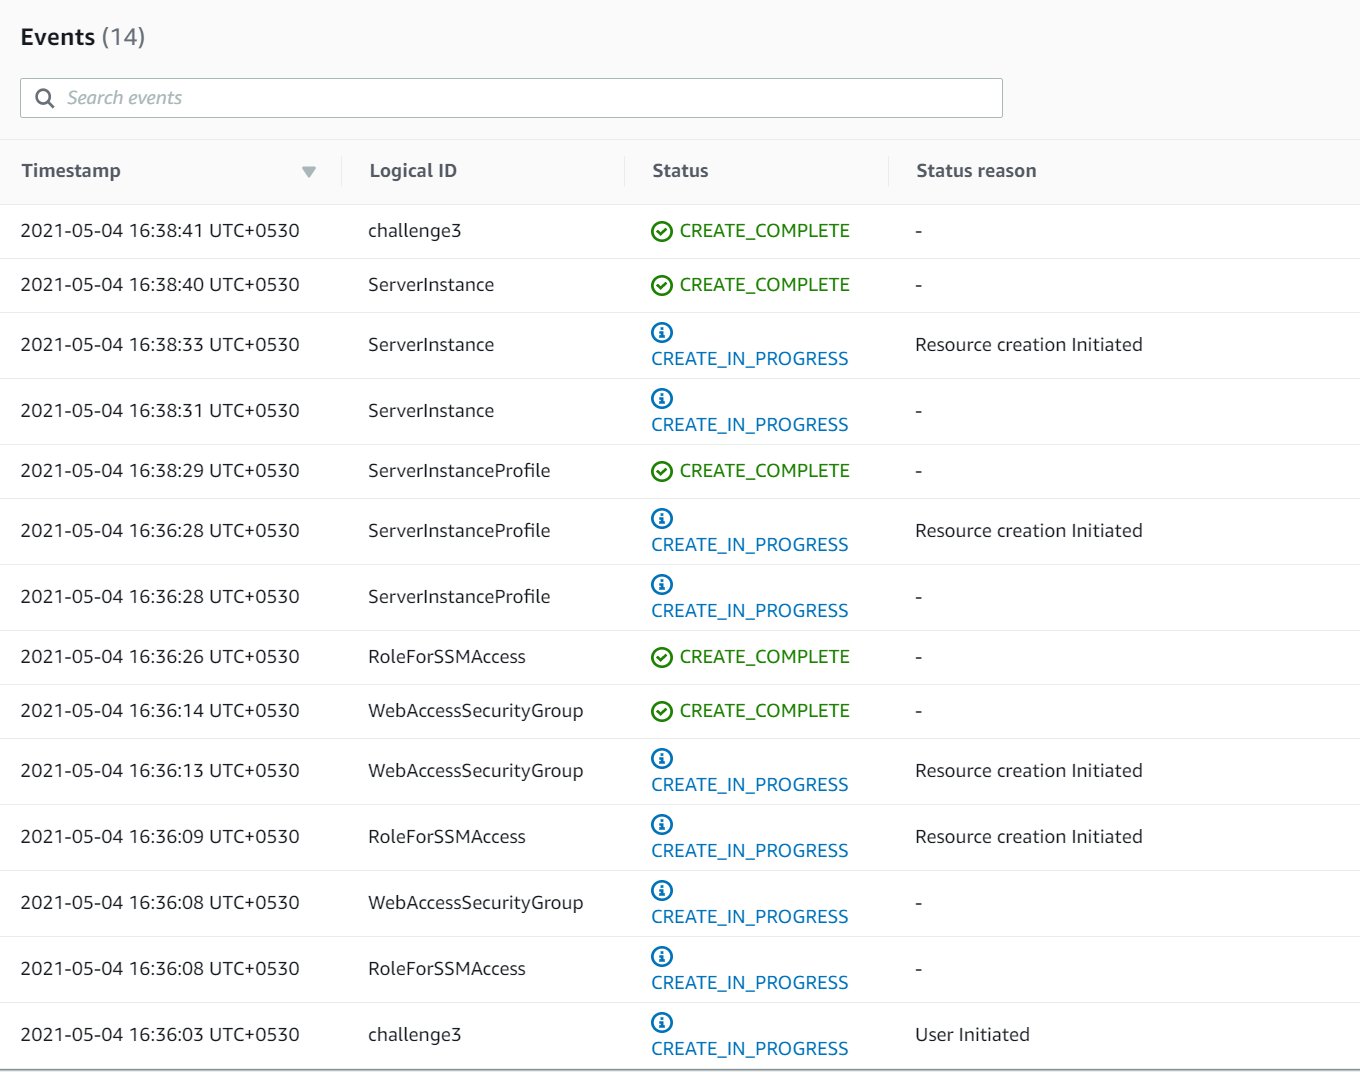 Events (14)
Search events
Timestamp Logical ID Status Status reason
2021-05-04 16:38:41 UTC+0530 challenge3 CREATE_COMPLETE -
2021-05-04 16:38:40 UTC+0530 ServerInstance CREATE_COMPLETE -
2021-05-04 16:38:33 UTC+0530 ServerInstance CREATE_IN_PROGRESS Resource creation Initiated
2021-05-04 16:38:31 UTC+0530 ServerInstance CREATE_IN_PROGRESS -
2021-05-04 16:38:29 UTC+0530 ServerInstanceProfile CREATE_COMPLETE -
2021-05-04 16:36:28 UTC+0530 ServerInstanceProfile CREATE_IN_PROGRESS Resource creation Initiated
2021-05-04 16:36:28 UTC+0530 ServerInstanceProfile CREATE_IN_PROGRESS -
2021-05-04 16:36:26 UTC+0530 RoleForSSMAccess CREATE_COMPLETE -
2021-05-04 16:36:14 UTC+0530 WebAccessSecurityGroup CREATE_COMPLETE -
2021-05-04 16:36:13 UTC+0530 WebAccessSecurityGroup CREATE_IN_PROGRESS Resource creation Initiated
2021-05-04 16:36:09 UTC+0530 RoleForSSMAccess CREATE_IN_PROGRESS Resource creation Initiated
2021-05-04 16:36:08 UTC+0530 WebAccessSecurityGroup CREATE_IN_PROGRESS -
2021-05-04 16:36:08 UTC+0530 RoleForSSMAccess CREATE_IN_PROGRESS -
2021-05-04 16:36:03 UTC+0530 challenge3 CREATE_IN_PROGRESS User Initiated